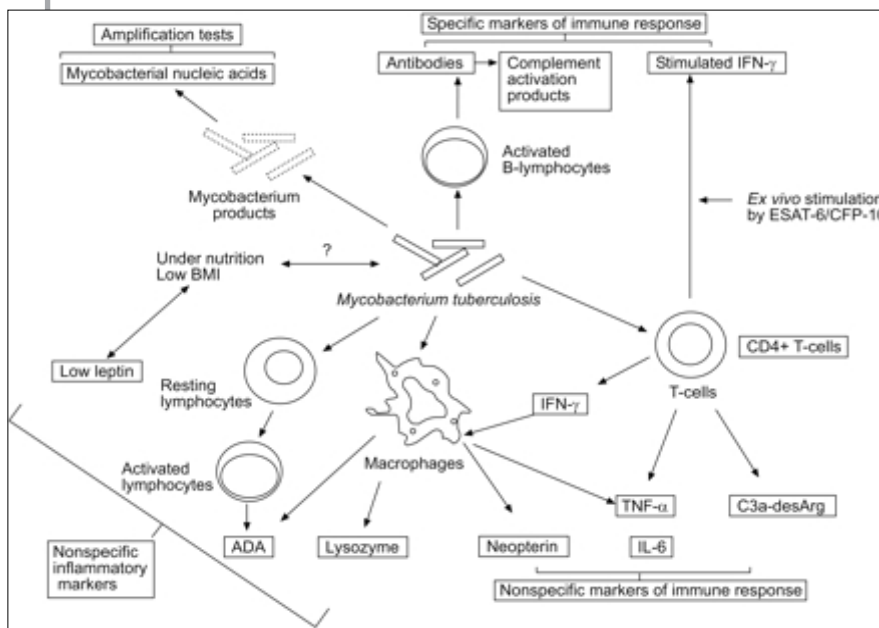 Amplification tests
Mycobacterial nucleic acids
Specific markers of immune response
Antibodies
Complement
activation
products
Stimulated IFN-γ
Activated
B-lymphocytes
Mycobacterium
products
Ex vivo stimulation
by ESAT-6/CFP-10
Under nutrition
Low BMI
?
Mycobacterium tuberculosis
CD4+ T-cells
Low leptin
Resting
lymphocytes
T-cells
IFN-γ
Activated
lymphocytes
Macrophages
TNF-α
C3a-desArg
Nonspecific
inflammatory
markers
ADA
Lysozyme
Neopterin
IL-6
Nonspecific markers of immune response